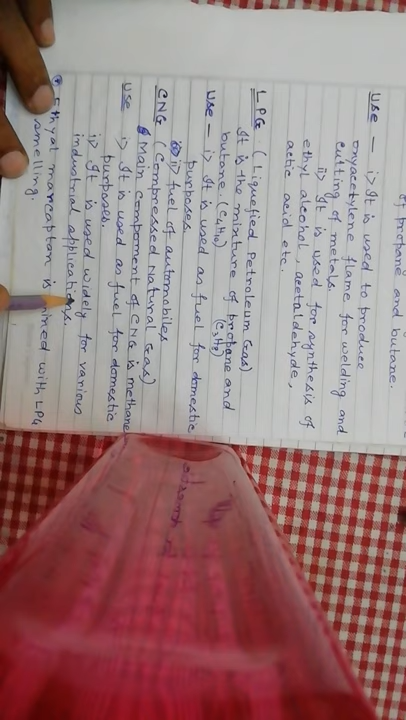 of propane and butane.
Use — i> It is used to produce
oxyacetylene flame for welding and
cutting of metals.
ii) It is used for synthesis of
ethyl alcohol, acetaldehyde,
actic acid etc.
LPG (Liquefied Petroleum Gas)
It is the mixture of propane and
(C3H8)
butane. (C4H10)
Use — i> It is used as fuel for domestic
purposes.
ii) fuel of automobiles
CNG (Compressed Natural Gas)
Main component of CNG is methane
Use i> It is used as fuel for domestic
purposes.
ii> It is used widely for various
industrial applications.
Ethyal marcapton is mixed with LPG
smelling.